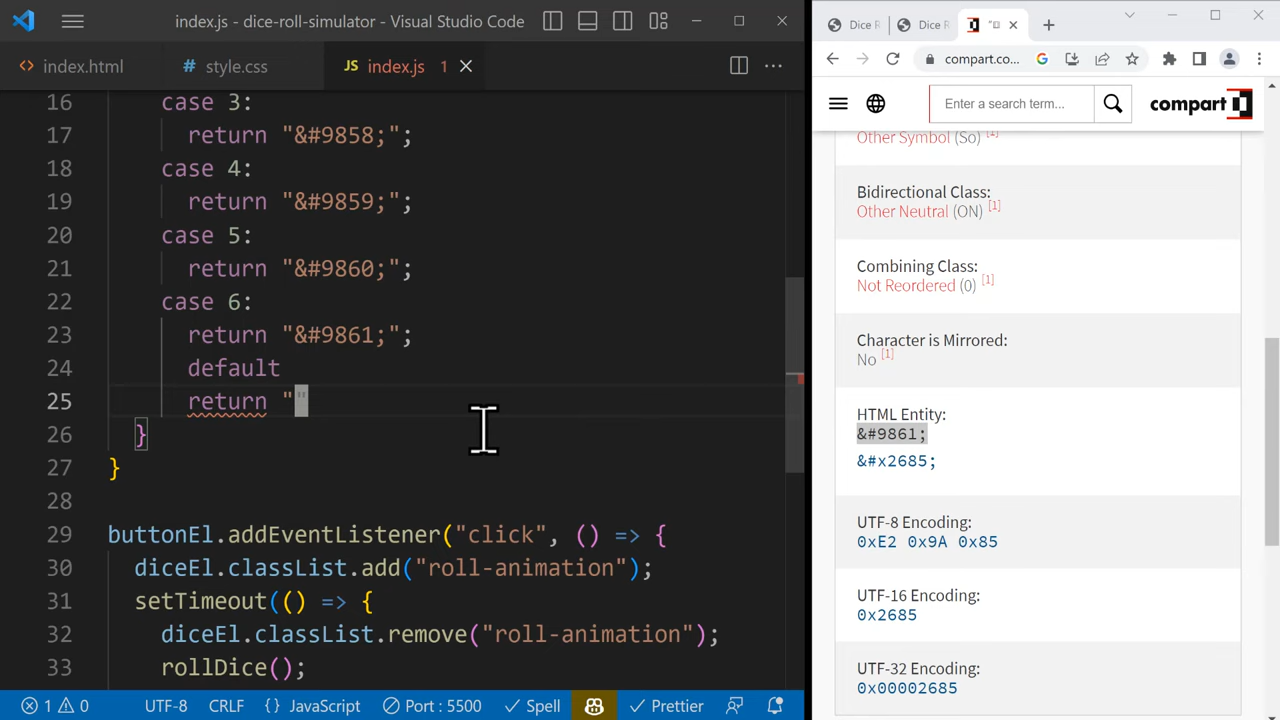 index.js - dice-roll-simulator - Visual Studio Code
index.html
# style.css
JS index.js 1
16 case 3:
17 return "&#9858;";
18 case 4:
19 return "&#9859;";
20 case 5:
21 return "&#9860;";
22 case 6:
23 return "&#9861;";
24 default
25 return ""
26 }
27 }
28
29 buttonEl.addEventListener("click", () => {
30 diceEl.classList.add("roll-animation");
31 setTimeout(() => {
32 diceEl.classList.remove("roll-animation");
33 rollDice();
1 0
UTF-8
CRLF
{} JavaScript
Port : 5500
Spell
Prettier
Dice R
Dice R
compart.co...
Enter a search term...
compart
Other Symbol (So) [1]
Bidirectional Class:
Other Neutral (ON) [1]
Combining Class:
Not Reordered (0) [1]
Character is Mirrored:
No [1]
HTML Entity:
&#9861;
&#x2685;
UTF-8 Encoding:
0xE2 0x9A 0x85
UTF-16 Encoding:
0x2685
UTF-32 Encoding:
0x00002685